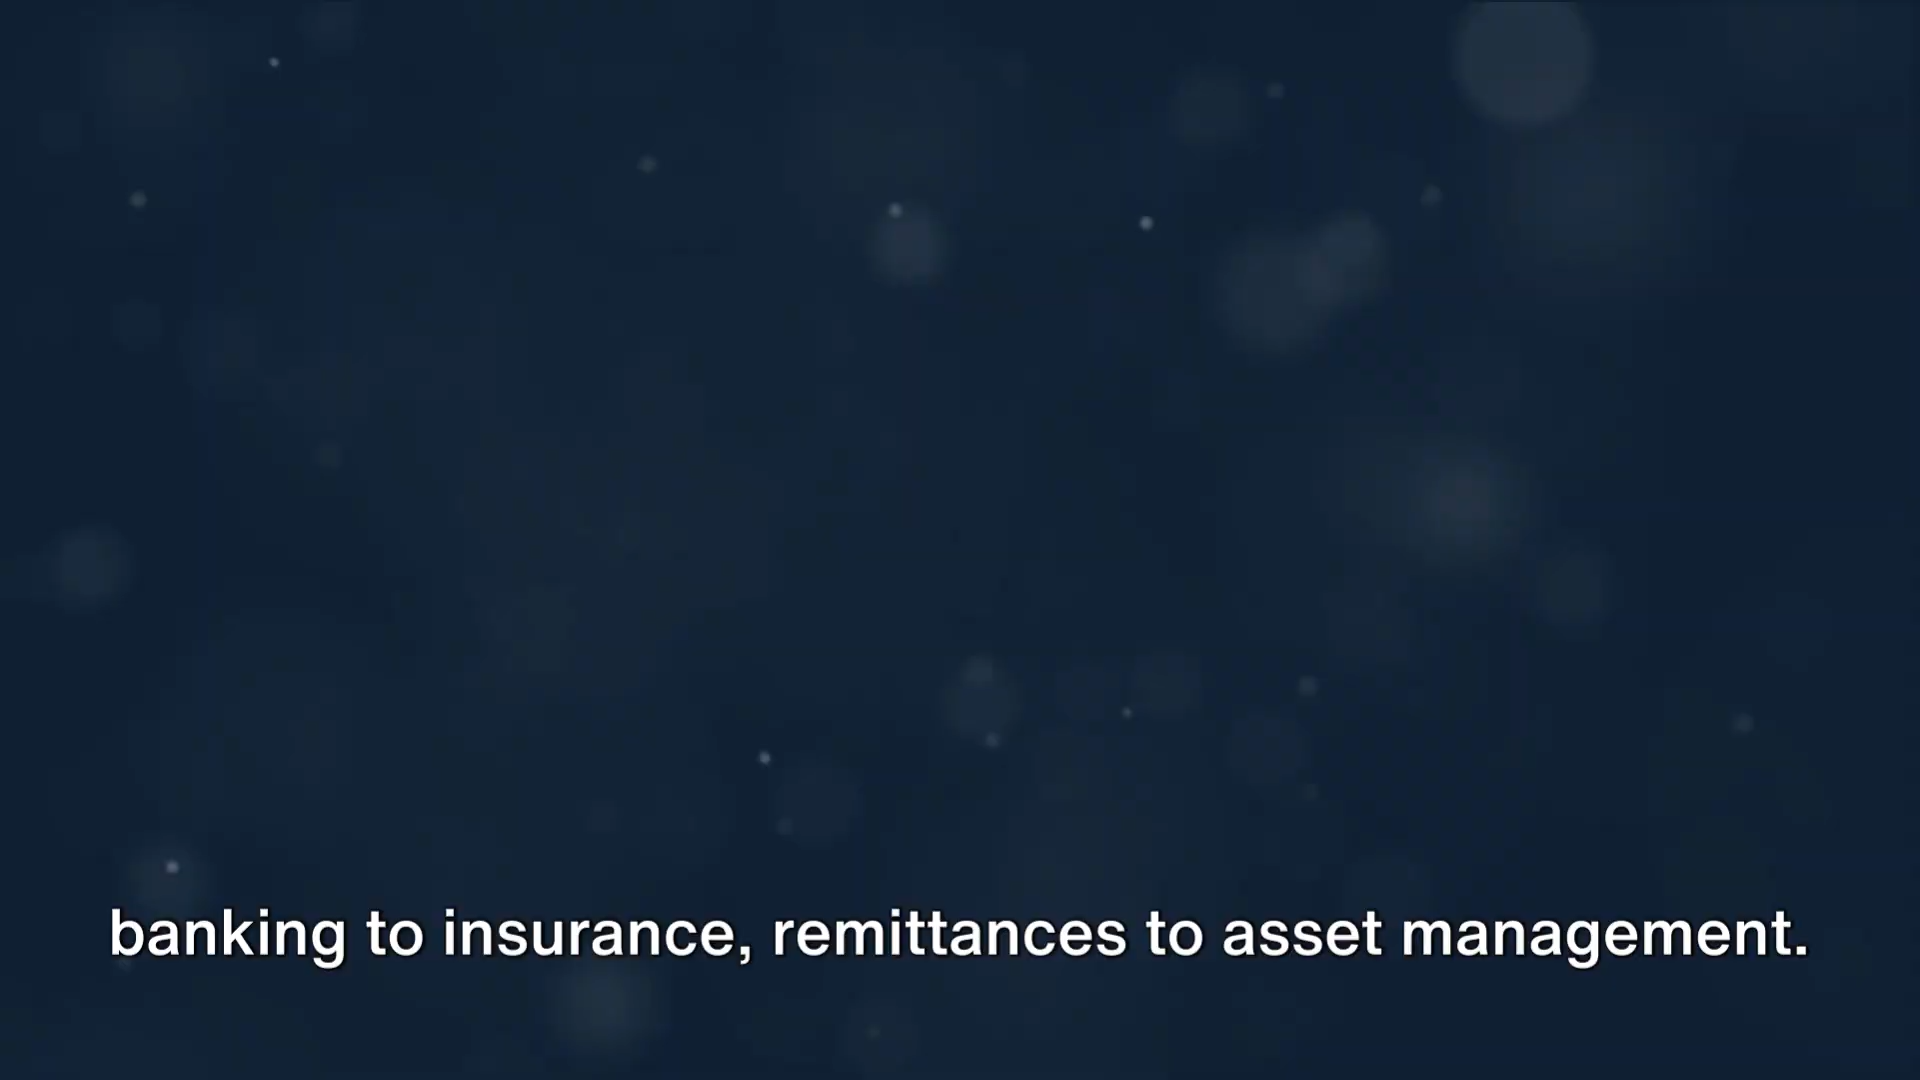 banking to insurance, remittances to asset management.